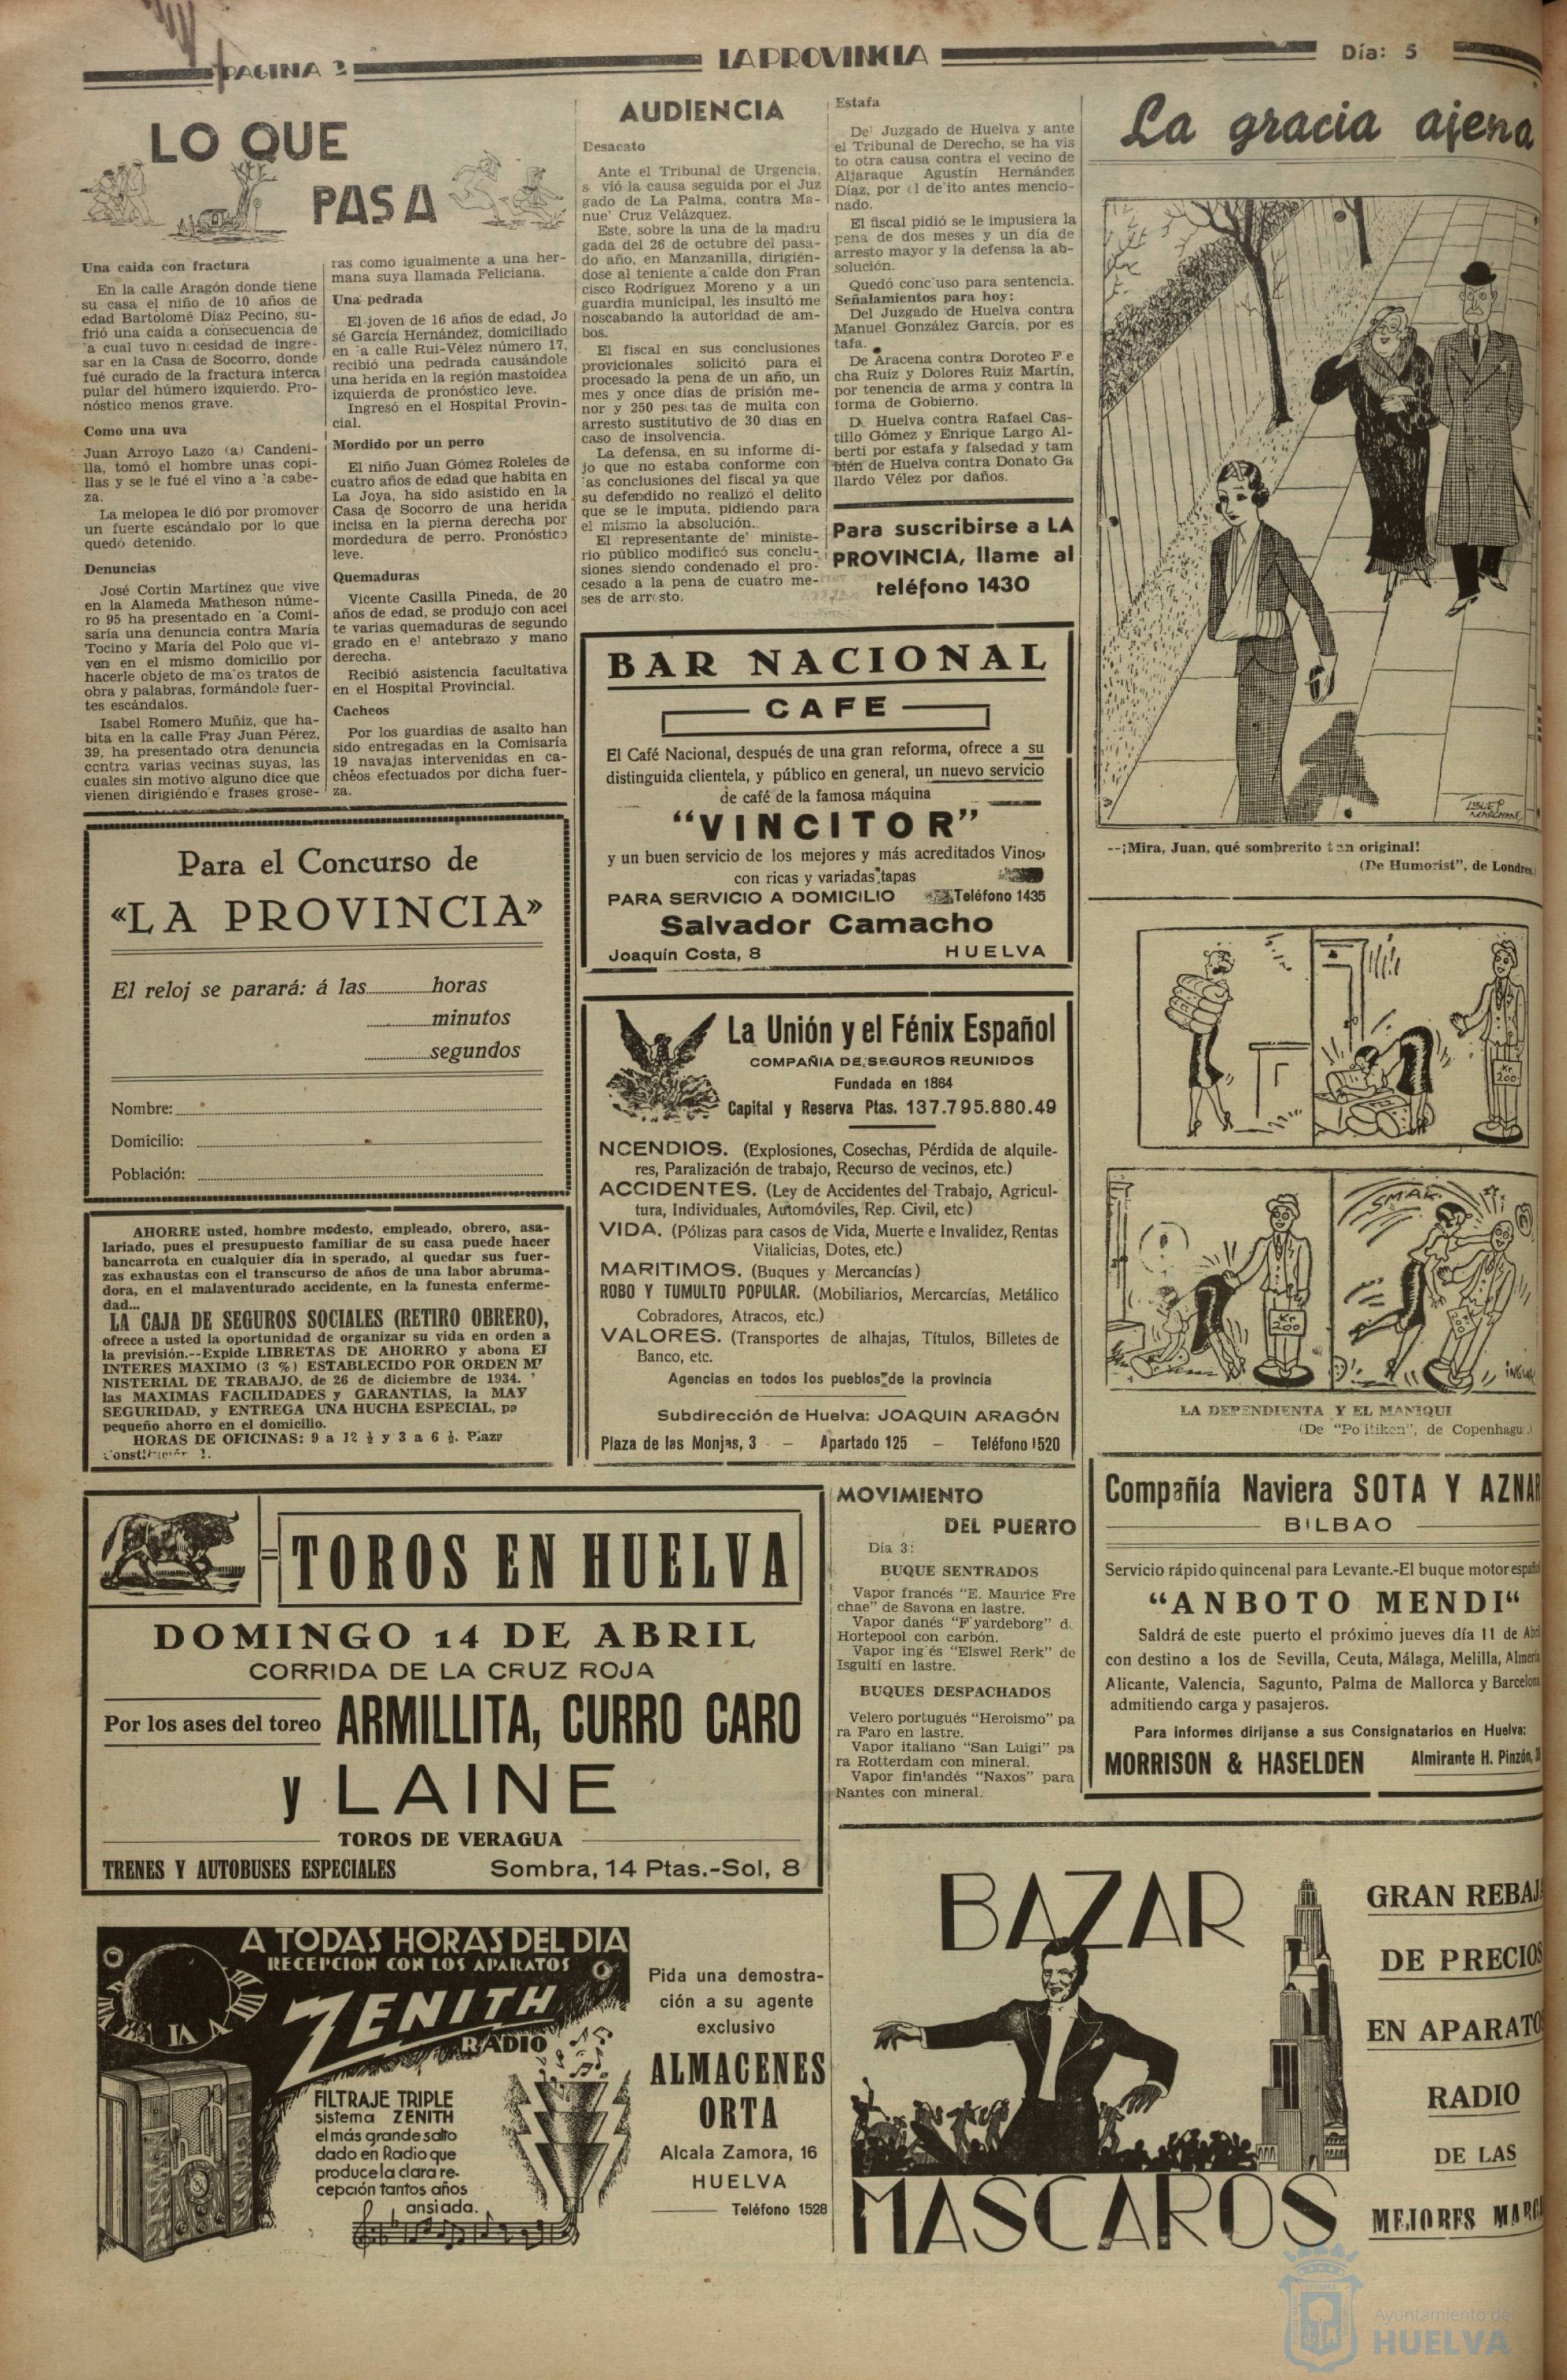 PAGINA 2
LA PROVINCIA
Día: 5
LO QUE
PASA
Una caida con fractura
En la calle Aragón donde tiene
su casa el niño de 10 años de
edad Bartolomé Díaz Pecino, su-
frió una caida a consecuencia de
'a cual tuvo necesidad de ingre-
sar en la Casa de Socorro, donde
fué curado de la fractura interca
pular del húmero izquierdo. Pro-
nóstico menos grave.
Como una uva
Juan Arroyo Lazo (a) Candeni-
lla, tomó el hombre unas copi-
llas y se le fué el vino a 'a cabe-
za.
La melopea le dió por promover
un fuerte escándalo por lo que
quedó detenido.
Denuncias
José Cortin Martínez que vive
en la Alameda Matheson núme-
ro 95 ha presentado en 'a Comi-
saría una denuncia contra María
Tocino y María del Polo que vi-
ven en el mismo domicilio por
hacerle objeto de ma'os tratos de
obra y palabras, formándole fuer-
tes escándalos.
Isabel Romero Muñiz, que ha-
bita en la calle Fray Juan Pérez,
39, ha presentado otra denuncia
contra varias vecinas suyas, las
cuales sin motivo alguno dice que
vienen dirigiéndo'e frases grose-
ras como igualmente a una her-
mana suya llamada Feliciana.
Una pedrada
El joven de 16 años de edad, Jo
sé García Hernández, domiciliado
en 'a calle Rui-Vélez número 17,
recibió una pedrada causándole
una herida en la región mastoidea
izquierda de pronóstico leve.
Ingresó en el Hospital Provin-
cial.
Mordido por un perro
El niño Juan Gómez Roleles de
cuatro años de edad que habita en
La Joya, ha sido asistido en la
Casa de Socorro de una herida
incisa en la pierna derecha por
mordedura de perro. Pronóstico
leve.
Quemaduras
Vicente Casilla Pineda, de 20
años de edad, se produjo con acei
te varias quemaduras de segundo
grado en e' antebrazo y mano
derecha.
Recibió asistencia facultativa
en el Hospital Provincial.
Cacheos
Por los guardias de asalto han
sido entregadas en la Comisaría
19 navajas intervenidas en ca-
cheos efectuados por dicha fuer-
za.
AUDIENCIA
Desacato
Ante el Tribunal de Urgencia,
s vió la causa seguida por el Juz
gado de La Palma, contra Ma-
nue' Cruz Velázquez.
Este, sobre la una de la madru
gada del 26 de octubre del pasa-
do año, en Manzanilla, dirigién-
dose al teniente a'calde don Fran
cisco Rodríguez Moreno y a un
guardia municipal, les insultó me
noscabando la autoridad de am-
bos.
El fiscal en sus conclusiones
provicionales solicitó para el
procesado la pena de un año, un
mes y once días de prisión me-
nor y 250 pesetas de multa con
arresto sustitutivo de 30 días en
caso de insolvencia.
La defensa, en su informe di-
jo que no estaba conforme con
'as conclusiones del fiscal ya que
su defendido no realizó el delito
que se le imputa, pidiendo para
el mismo la absolución.
El representante de' ministe-
rio público modificó sus conclu-
siones siendo condenado el pro-
cesado a la pena de cuatro me-
ses de arresto.
Estafa
De' Juzgado de Huelva y ante
el Tribunal de Derecho, se ha vis
to otra causa contra el vecino de
Aljaraque Agustín Hernández
Díaz, por el de'ito antes mencio-
nado.
El fiscal pidió se le impusiera la
pena de dos meses y un día de
arresto mayor y la defensa la ab-
solución.
Quedó conc'uso para sentencia.
Señalamientos para hoy:
Del Juzgado de Huelva contra
Manuel González García, por es
tafa.
De Aracena contra Doroteo F e
cha Ruiz y Dolores Ruiz Martín,
por tenencia de arma y contra la
forma de Gobierno.
D. Huelva contra Rafael Cas-
tillo Gómez y Enrique Largo Al-
berti por estafa y falsedad y tam
bién de Huelva contra Donato Ga
llardo Vélez por daños.
Para suscribirse a LA
PROVINCIA, llame al
teléfono 1430
La gracia ajena
--¡Mira, Juan, qué sombrerito tan original!
(De Humorist", de Londres)
Kr.
200
Kr
200
SMAK
LA DEPENDIENTA Y EL MANIQUI
(De "Po'itiken", de Copenhague.)
Para el Concurso de
«LA PROVINCIA»
El reloj se parará: á las horas
minutos
segundos
Nombre:
Domicilio:
Población:
BAR NACIONAL
CAFE
El Café Nacional, después de una gran reforma, ofrece a su
distinguida clientela, y público en general, un nuevo servicio
de café de la famosa máquina
"VINCITOR"
y un buen servicio de los mejores y más acreditados Vinos,
con ricas y variadas tapas
PARA SERVICIO A DOMICILIO Teléfono 1435
Salvador Camacho
Joaquín Costa, 8 HUELVA
La Unión y el Fénix Español
COMPAÑIA DE SEGUROS REUNIDOS
Fundada en 1864
Capital y Reserva Ptas. 137.795.880.49
NCENDIOS. (Explosiones, Cosechas, Pérdida de alquile-
res, Paralización de trabajo, Recurso de vecinos, etc.)
ACCIDENTES. (Ley de Accidentes del Trabajo, Agricul-
tura, Individuales, Automóviles, Rep. Civil, etc)
VIDA. (Pólizas para casos de Vida, Muerte e Invalidez, Rentas
Vitalicias, Dotes, etc.)
MARITIMOS. (Buques y Mercancías)
ROBO Y TUMULTO POPULAR. (Mobiliarios, Mercarcías, Metálico
Cobradores, Atracos, etc.)
VALORES. (Transportes de alhajas, Títulos, Billetes de
Banco, etc.
Agencias en todos los pueblos de la provincia
Subdirección de Huelva: JOAQUIN ARAGÓN
Plaza de las Monjas, 3 – Apartado 125 – Teléfono 1520
AHORRE usted, hombre modesto, empleado, obrero, asa-
lariado, pues el presupuesto familiar de su casa puede hacer
bancarrota en cualquier día in sperado, al quedar sus fuer-
zas exhaustas con el transcurso de años de una labor abruma-
dora, en el malaventurado accidente, en la funesta enferme-
dad...
LA CAJA DE SEGUROS SOCIALES (RETIRO OBRERO),
ofrece a usted la oportunidad de organizar su vida en orden a
la previsión.--Expide LIBRETAS DE AHORRO y abona El
INTERES MAXIMO (3 %) ESTABLECIDO POR ORDEN MI
NISTERIAL DE TRABAJO, de 26 de diciembre de 1934.
las MAXIMAS FACILIDADES y GARANTIAS, la MAY
SEGURIDAD, y ENTREGA UNA HUCHA ESPECIAL, pa
pequeño ahorro en el domicilio.
HORAS DE OFICINAS: 9 a 12 ½ y 3 a 6 ½. Plaza
TOROS EN HUELVA
DOMINGO 14 DE ABRIL
CORRIDA DE LA CRUZ ROJA
Por los ases del toreo ARMILLITA, CURRO CARO
y LAINE
TOROS DE VERAGUA
TRENES Y AUTOBUSES ESPECIALES Sombra, 14 Ptas.-Sol, 8
MOVIMIENTO
DEL PUERTO
Día 3:
BUQUE SENTRADOS
Vapor francés "E. Maurice Fre
chae" de Savona en lastre.
Vapor danés "F'yardeborg" d.
Hortepool con carbón.
Vapor ing'és "Elswel Rerk" de
Isguiti en lastre.
BUQUES DESPACHADOS
Velero portugués "Heroismo" pa
ra Faro en lastre.
Vapor italiano "San Luigi" pa
ra Rotterdam con mineral.
Vapor fin'andés "Naxos" para
Nantes con mineral.
Compañía Naviera SOTA Y AZNAR
BILBAO
Servicio rápido quincenal para Levante.-El buque motor español
"ANBOTO MENDI"
Saldrá de este puerto el próximo jueves día 11 de Abril
con destino a los de Sevilla, Ceuta, Málaga, Melilla, Almería
Alicante, Valencia, Sagunto, Palma de Mallorca y Barcelona
admitiendo carga y pasajeros.
Para informes diríjanse a sus Consignatarios en Huelva:
MORRISON & HASELDEN Almirante H. Pinzón,
A TODAS HORAS DEL DIA
RECEPCION CON LOS APARATOS
ZENITH
RADIO
FILTRAJE TRIPLE
sistema ZENITH
el más grande salto
dado en Radio que
produce la clara re-
cepción tantos años
ansiada.
Pida una demostra-
ción a su agente
exclusivo
ALMACENES
ORTA
Alcala Zamora, 16
HUELVA
Teléfono 1528
BAZAR
MASCAROS
GRAN REBAJA
DE PRECIOS
EN APARATOS
RADIO
DE LAS
MEJORES MARCA
Ayuntamiento de
HUELVA